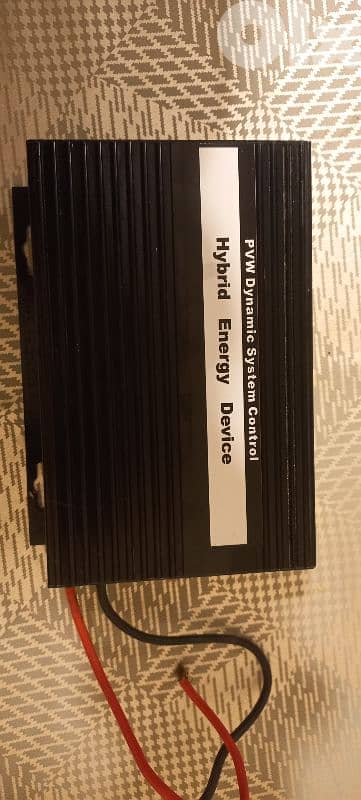 PVW Dynamic System Control
Hybrid Energy Device